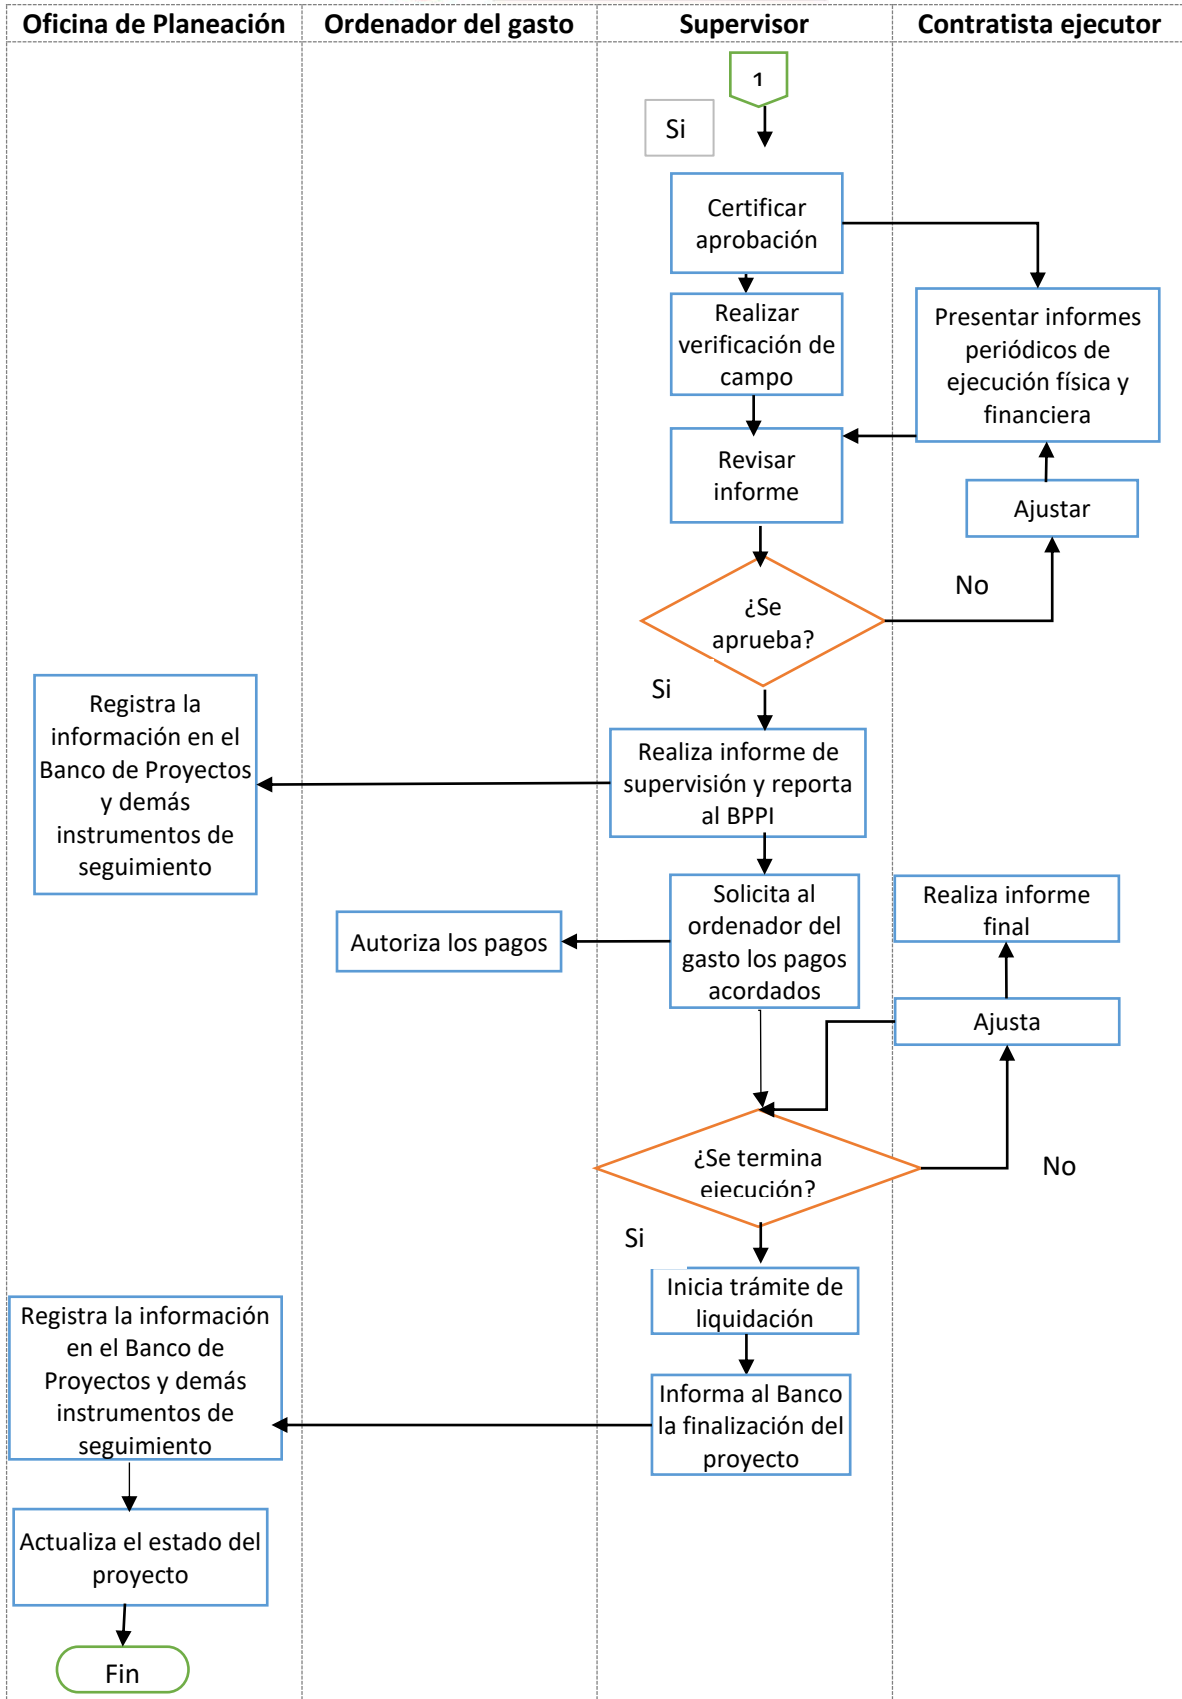 Oficina de Planeación
Ordenador del gasto
Supervisor
Contratista ejecutor
1
Si
Certificar
aprobación
Realizar
verificación de
campo
Presentar informes
periódicos de
ejecución física y
financiera
Revisar
informe
Ajustar
¿Se
aprueba?
No
Si
Registra la
información en el
Banco de Proyectos
y demás
instrumentos de
seguimiento
Realiza informe de
supervisión y reporta
al BPPI
Solicita al
ordenador del
gasto los pagos
acordados
Autoriza los pagos
Realiza informe
final
Ajusta
¿Se termina
ejecución?
No
Si
Inicia trámite de
liquidación
Registra la información
en el Banco de
Proyectos y demás
instrumentos de
seguimiento
Informa al Banco
la finalización del
proyecto
Actualiza el estado del
proyecto
Fin